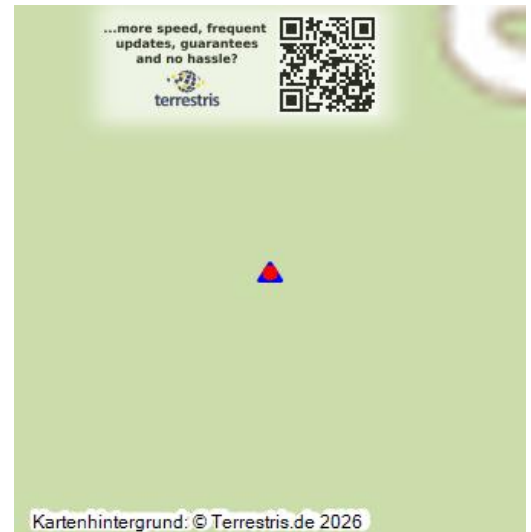 ...more speed, frequent
updates, guarantees
and no hassle?
terrestris
Kartenhintergrund: © Terrestris.de 2026